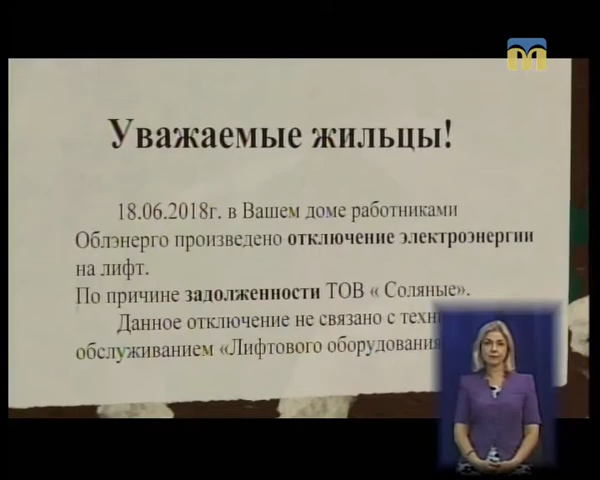 Уважаемые жильцы!
18.06.2018г. в Вашем доме работниками
Облэнерго произведено отключение электроэнергии
на лифт.
По причине задолженности ТОВ « Соляные».
Данное отключение не связано с
обслуживанием «Лифтового оборудования